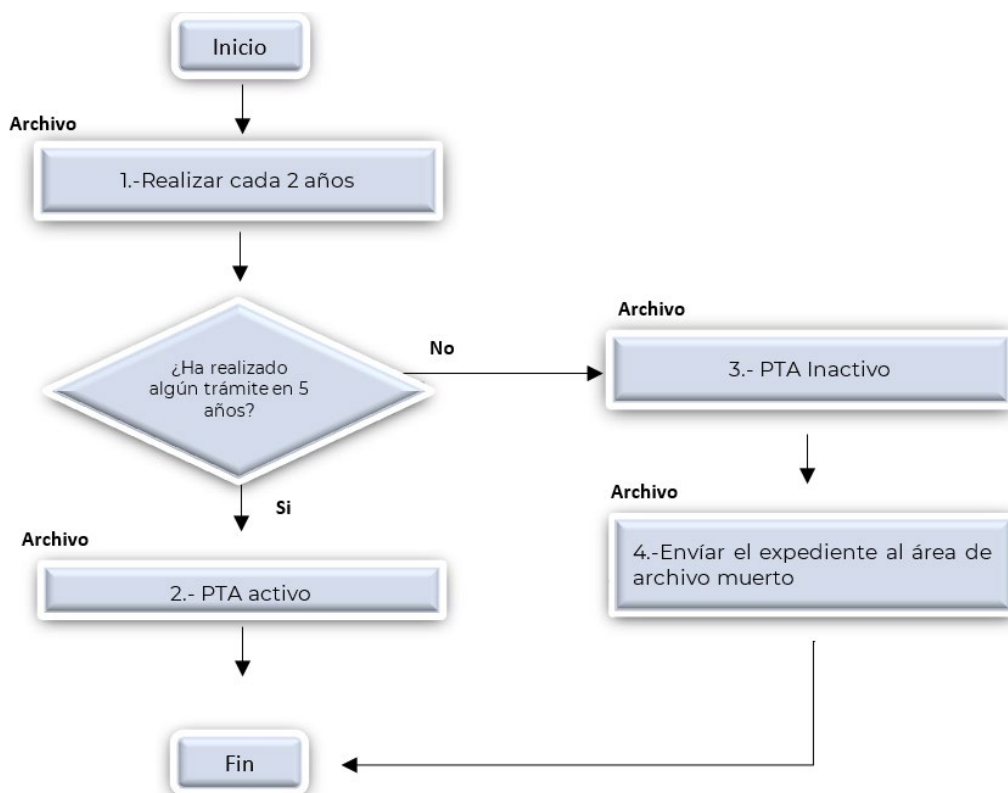 Inicio
Archivo
1.-Realizar cada 2 años
¿Ha realizado
algún trámite en 5
años?
No
Archivo
3.- PTA Inactivo
Si
Archivo
2.- PTA activo
Archivo
4.-Envíar el expediente al área de
archivo muerto
Fin